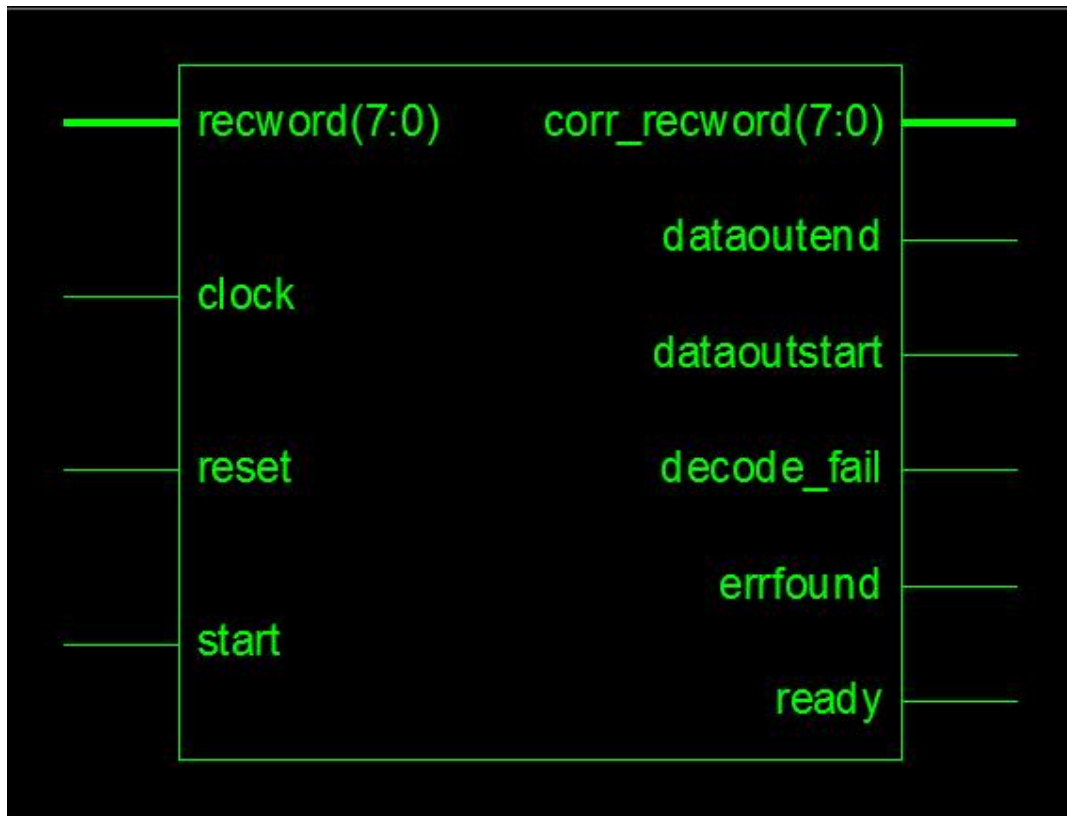 recword(7:0)
corr_recword(7:0)
dataoutend
clock
dataoutstart
reset
decode_fail
errfound
start
ready